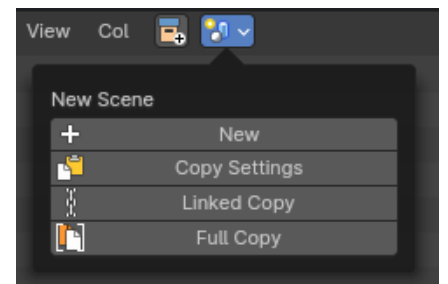 View Col
New Scene
New
Copy Settings
Linked Copy
Full Copy